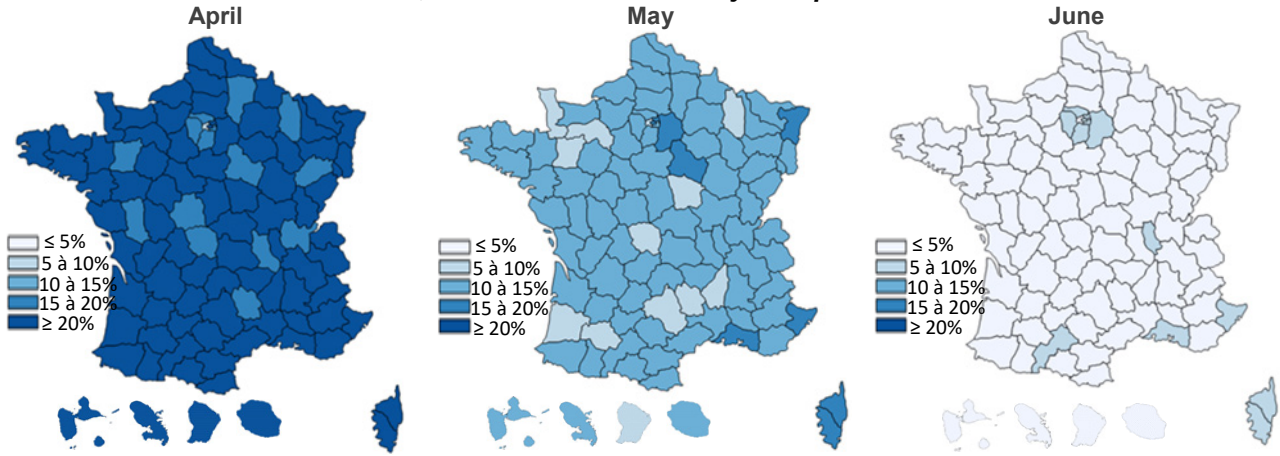 April
May
June
≤ 5%
5 à 10%
10 à 15%
15 à 20%
≥ 20%
≤ 5%
5 à 10%
10 à 15%
15 à 20%
≥ 20%
≤ 5%
5 à 10%
10 à 15%
15 à 20%
≥ 20%